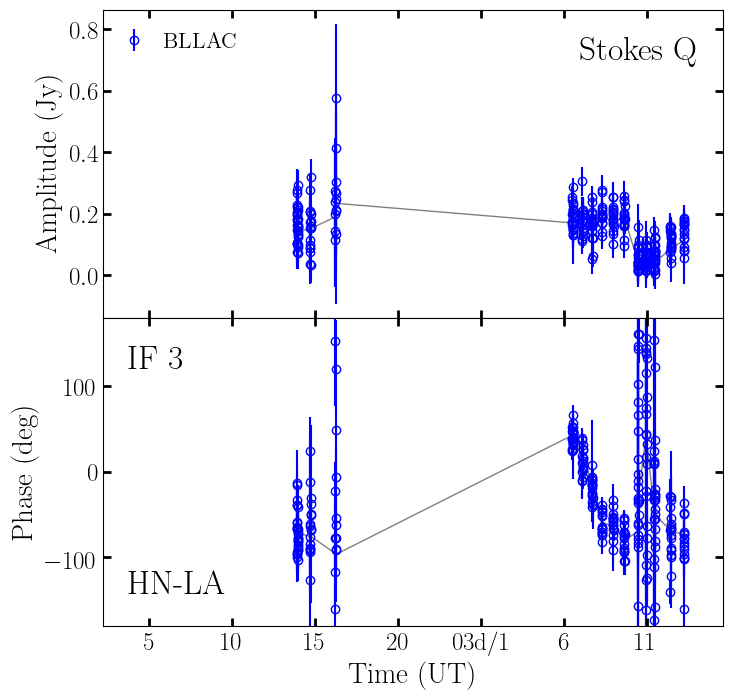 BLLAC
Stokes Q
0.8
0.6
0.4
0.2
0.0
Amplitude (Jy)
IF 3
HN-LA
100
0
−100
Phase (deg)
5 10 15 20 03d/1 6 11
Time (UT)